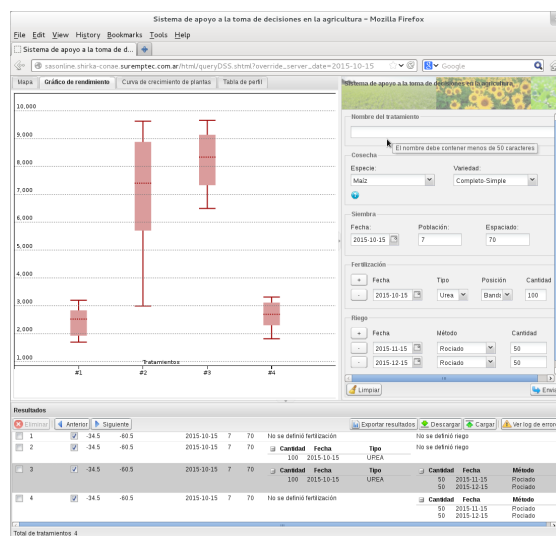 Sistema de apoyo a la toma de decisiones en la agricultura – Mozilla Firefox
File Edit View History Bookmarks Tools Help
Sistema de apoyo a la toma de d...
sasonline.shirka-conae.suremptec.com.ar/html/queryDSS.shtml?override_server_date=2015-10-15
Google
Mapa Gráfico de rendimiento Curva de crecimiento de plantas Tabla de perfil
10,000
9,000
8,000
7,000
6,000
5,000
4,000
3,000
2,000
1,000
Tratamientos
#1 #2 #3 #4
Sistema de apoyo a la toma de decisiones en la agricultura
Nombre del tratamiento
El nombre debe contener menos de 50 caracteres
Cosecha
Especie: Variedad:
Maíz Completo-Simple
Siembra
Fecha: Población: Espaciado:
2015-10-15 7 70
Fertilización
+ Fecha Tipo Posición Cantidad
- 2015-10-15 Urea Banda 100
Riego
+ Fecha Método Cantidad
- 2015-11-15 Rociado 50
- 2015-12-15 Rociado 50
Limpiar Envia
Resultados
Eliminar Anterior Siguiente Exportar resultados Descargar Cargar Ver log de error
1 -34.5 -60.5 2015-10-15 7 70 No se definió fertilización No se definió riego
2 -34.5 -60.5 2015-10-15 7 70 Cantidad Fecha Tipo No se definió riego
100 2015-10-15 UREA
3 -34.5 -60.5 2015-10-15 7 70 Cantidad Fecha Tipo Cantidad Fecha Método
100 2015-10-15 UREA 50 2015-11-15 Rociado
50 2015-12-15 Rociado
4 -34.5 -60.5 2015-10-15 7 70 No se definió fertilización Cantidad Fecha Método
50 2015-11-15 Rociado
50 2015-12-15 Rociado
Total de tratamientos 4